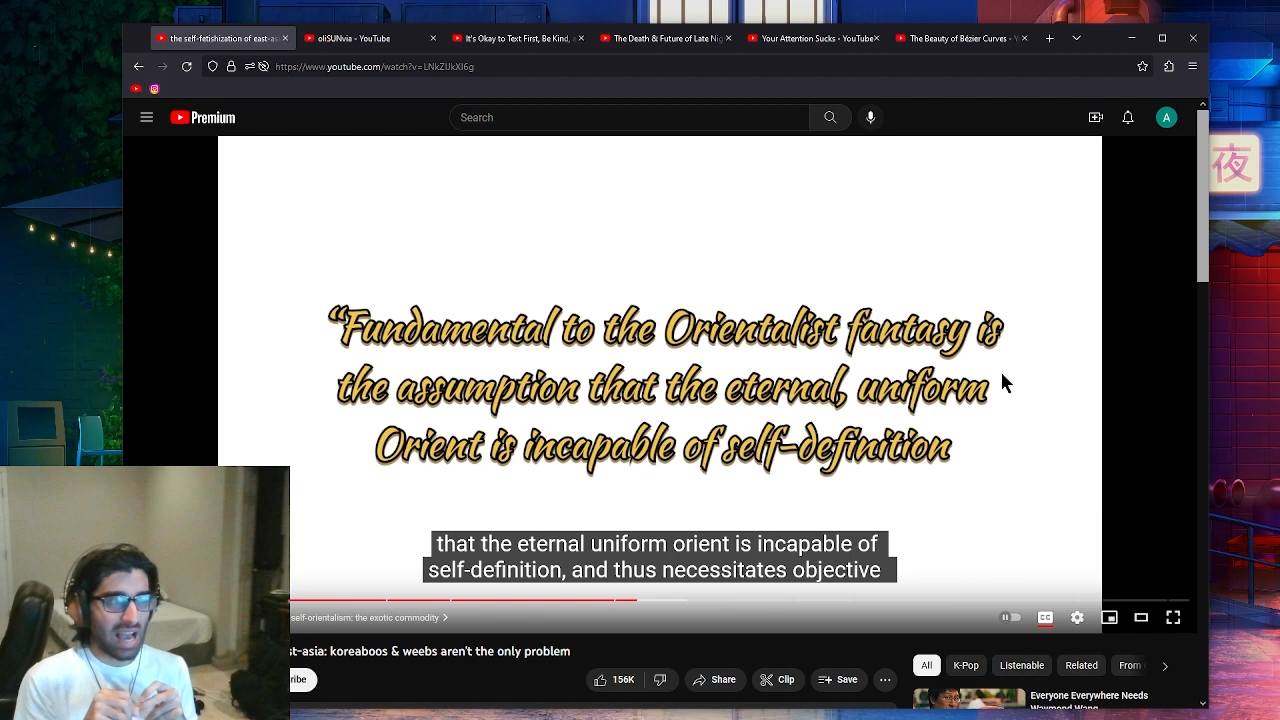 the self-fetishization of east-as
oliSUNvia - YouTube
It's Okay to Text First, Be Kind, a
The Death & Future of Late Nig
Your Attention Sucks - YouTube
The Beauty of Bézier Curves - Yo
https://www.youtube.com/watch?v=LNkZlJkXI6g
Premium
Search
A
夜
“Fundamental to the Orientalist fantasy is
the assumption that the eternal, uniform
Orient is incapable of self-definition
that the eternal uniform orient is incapable of
self-definition, and thus necessitates objective
self-orientalism: the exotic commodity
CC
st-asia: koreaboos & weebs aren't the only problem
ribe
156K
Share
Clip
Save
All
K-Pop
Listenable
Related
From
Everyone Everywhere Needs
Waymond Wang